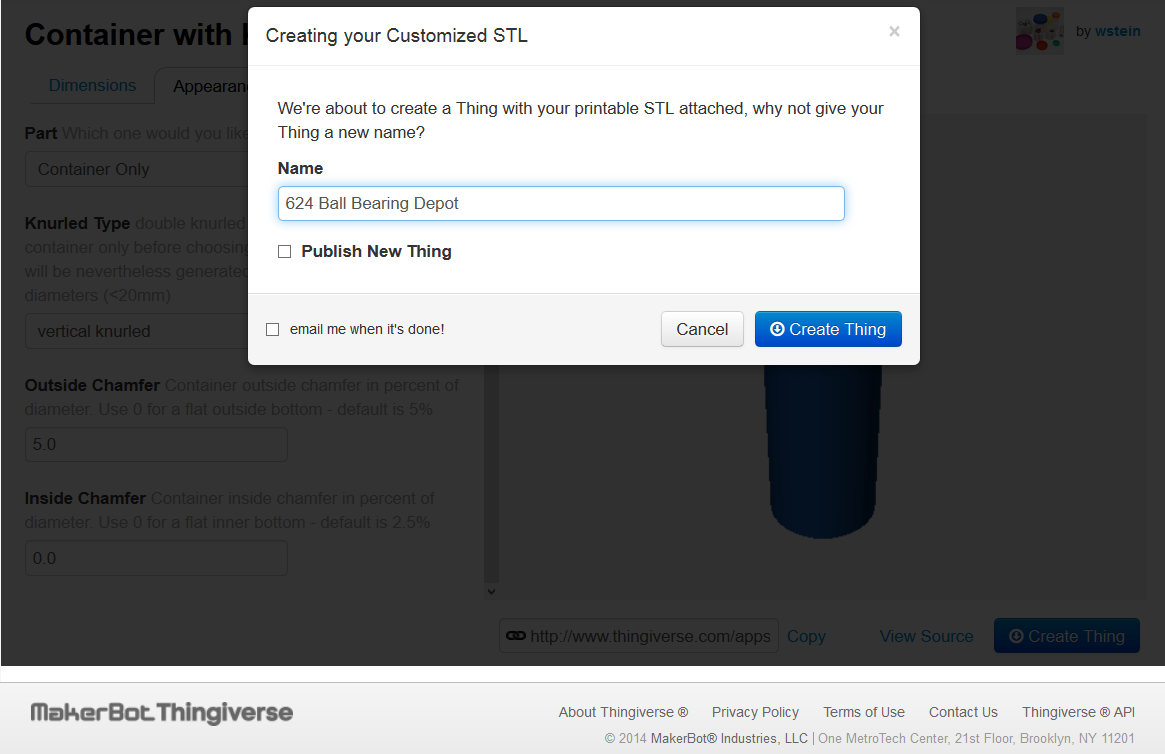 Container with
by wstein
Dimensions
Part Which one would you like
Container Only
Knurled Type double knurled
container only before choosing
will be nevertheless generated
diameters (<20mm)
vertical knurled
Outside Chamfer Container outside chamfer in percent of
diameter. Use 0 for a flat outside bottom - default is 5%
5.0
Inside Chamfer Container inside chamfer in percent of
diameter. Use 0 for a flat inner bottom - default is 2.5%
0.0
Creating your Customized STL
×
We're about to create a Thing with your printable STL attached, why not give your
Thing a new name?
Name
624 Ball Bearing Depot
Publish New Thing
email me when it's done!
Cancel
Create Thing
http://www.thingiverse.com/apps
Copy
View Source
Create Thing
MakerBot Thingiverse
About Thingiverse ® Privacy Policy Terms of Use Contact Us Thingiverse ® API
© 2014 MakerBot® Industries, LLC | One MetroTech Center, 21st Floor, Brooklyn, NY 11201